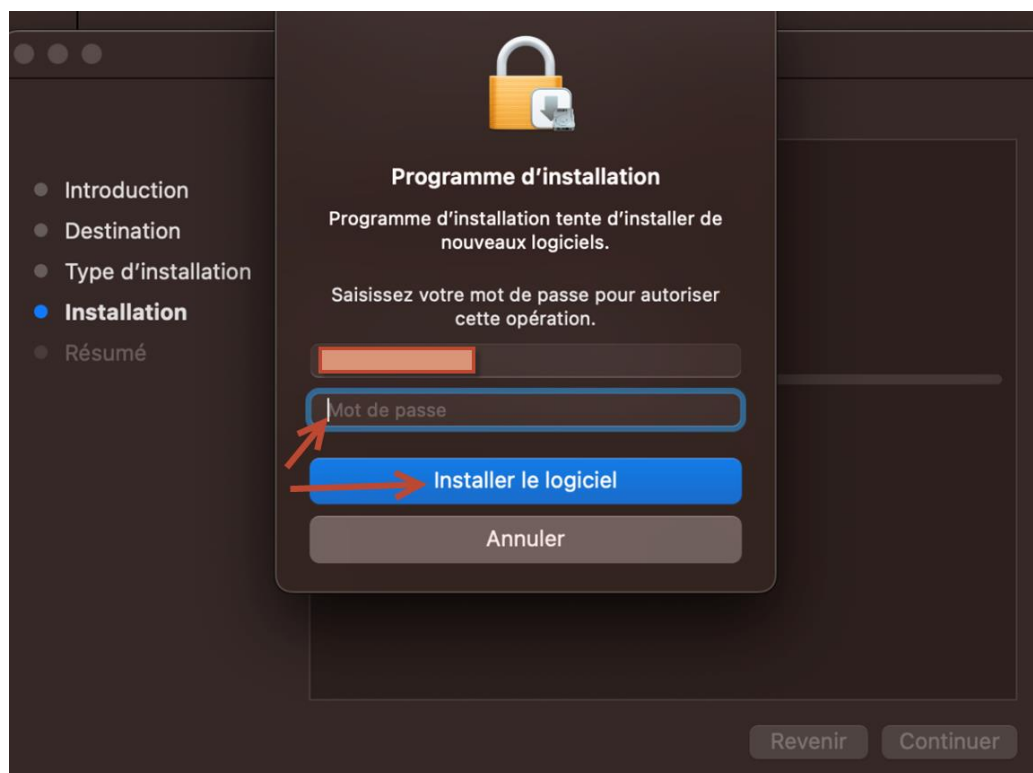 Introduction
Destination
Type d'installation
Installation
Résumé
Programme d'installation
Programme d'installation tente d'installer de
nouveaux logiciels.
Saisissez votre mot de passe pour autoriser
cette opération.
Mot de passe
Installer le logiciel
Annuler
Revenir
Continuer